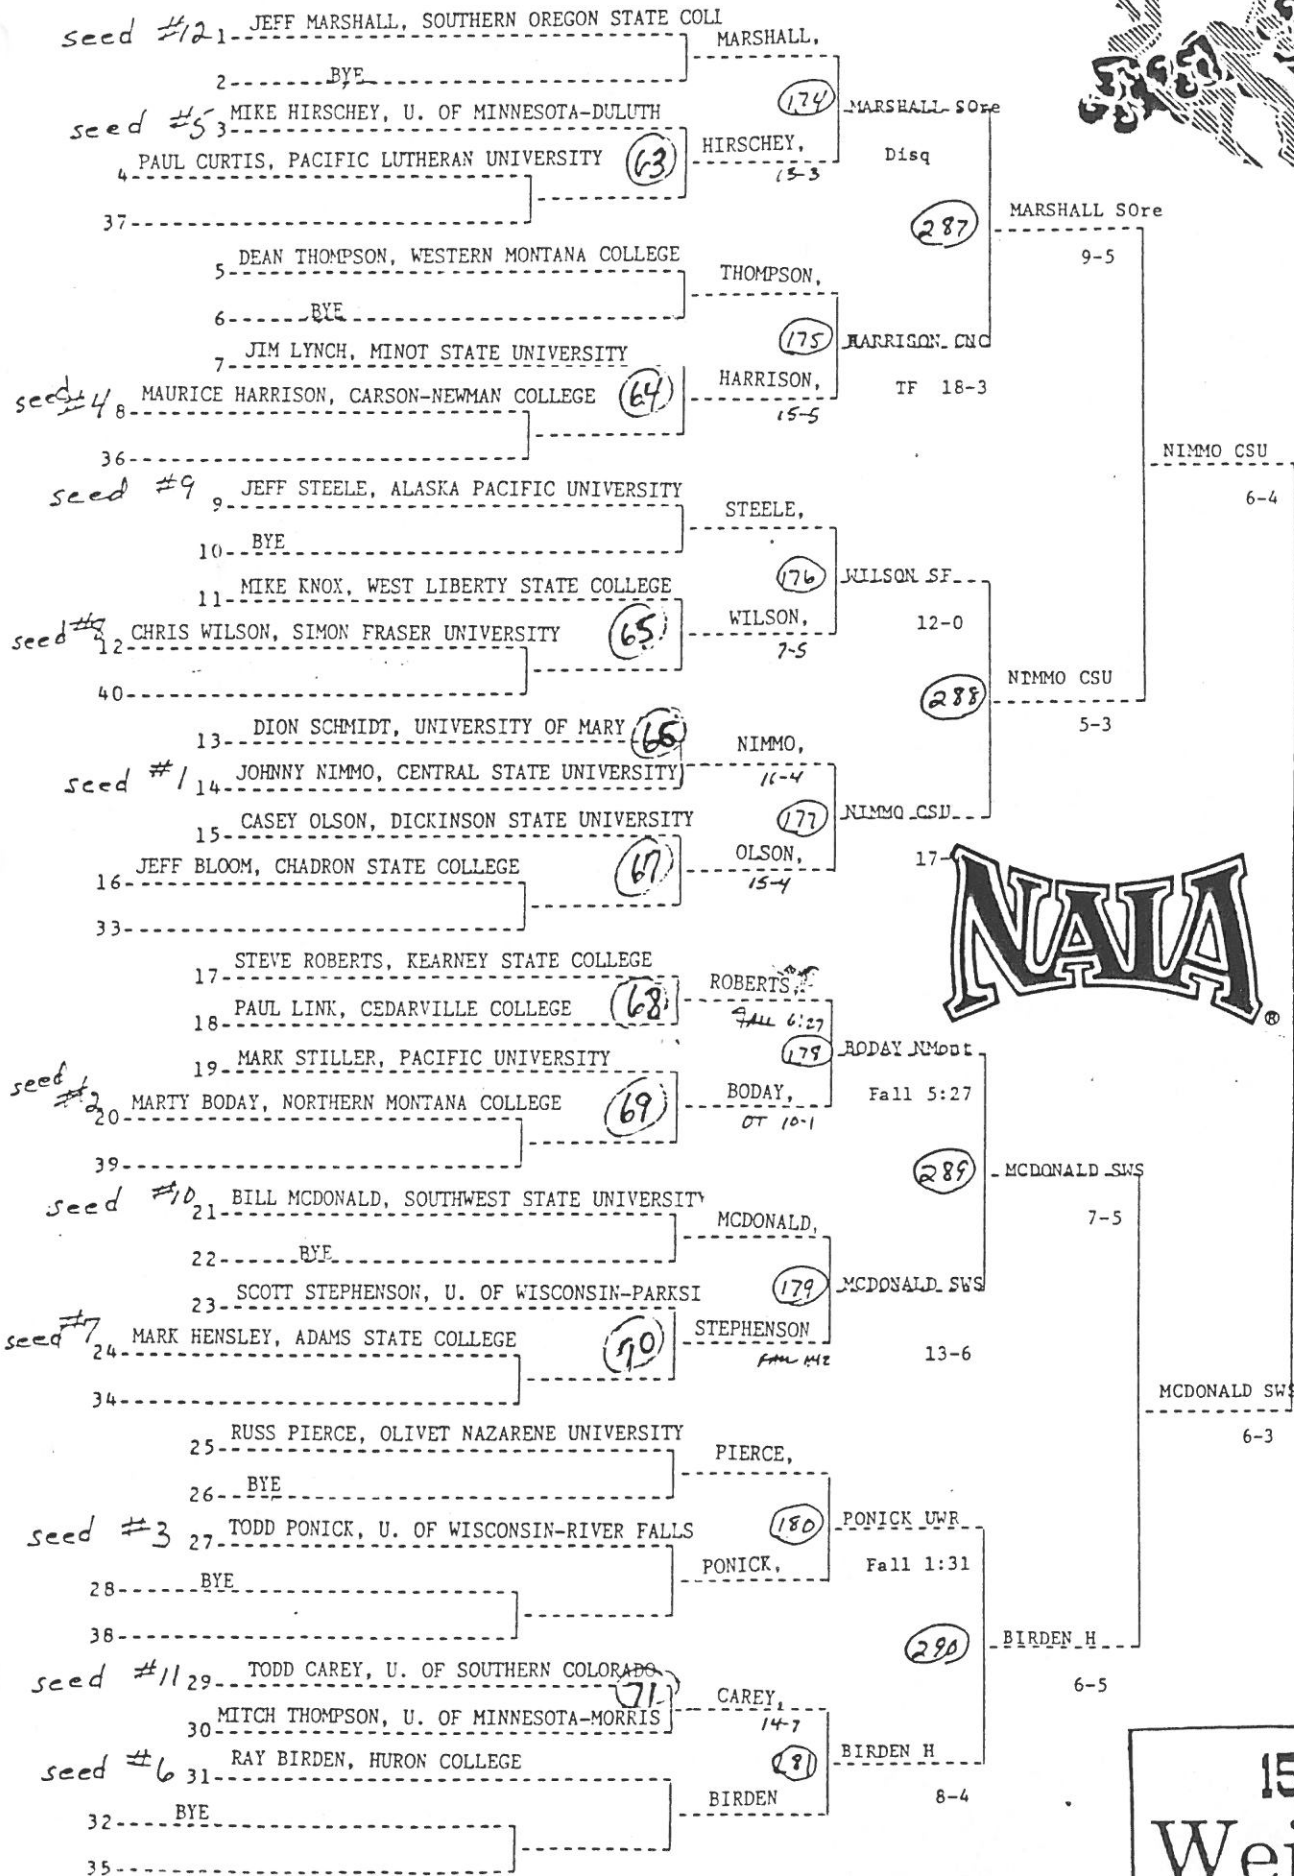 seed #12 1 JEFF MARSHALL, SOUTHERN OREGON STATE COLL
MARSHALL,
2 BYE
174 MARSHALL SOre
seed #5 3 MIKE HIRSCHEY, U. OF MINNESOTA-DULUTH
4 PAUL CURTIS, PACIFIC LUTHERAN UNIVERSITY 63 HIRSCHEY, Disq
13-3
37
287 MARSHALL SOre
9-5
5 DEAN THOMPSON, WESTERN MONTANA COLLEGE
THOMPSON,
6 BYE
175 HARRISON CNC
7 JIM LYNCH, MINOT STATE UNIVERSITY
seed #4 8 MAURICE HARRISON, CARSON-NEWMAN COLLEGE 64 HARRISON, TF 18-3
15-5
36
NIMMO CSU
6-4
seed #9 9 JEFF STEELE, ALASKA PACIFIC UNIVERSITY
STEELE,
10 BYE
176 WILSON SF
11 MIKE KNOX, WEST LIBERTY STATE COLLEGE
seed 12 CHRIS WILSON, SIMON FRASER UNIVERSITY 65 WILSON, 12-0
7-5
40
288 NIMMO CSU
5-3
13 DION SCHMIDT, UNIVERSITY OF MARY 66
NIMMO,
seed #1 14 JOHNNY NIMMO, CENTRAL STATE UNIVERSITY
16-4
177 NIMMO CSU
15 CASEY OLSON, DICKINSON STATE UNIVERSITY
16 JEFF BLOOM, CHADRON STATE COLLEGE 67 OLSON,
15-4
33
NAIA ®
17 STEVE ROBERTS, KEARNEY STATE COLLEGE
68 ROBERTS,
18 PAUL LINK, CEDARVILLE COLLEGE
FALL 6:27
178 BODAY NMont
19 MARK STILLER, PACIFIC UNIVERSITY
seed #2 20 MARTY BODAY, NORTHERN MONTANA COLLEGE 69 BODAY, Fall 5:27
OT 10-1
39
289 MCDONALD SWS
7-5
seed #10 21 BILL MCDONALD, SOUTHWEST STATE UNIVERSITY
MCDONALD,
22 BYE
179 MCDONALD SWS
23 SCOTT STEPHENSON, U. OF WISCONSIN-PARKSI
seed #7 24 MARK HENSLEY, ADAMS STATE COLLEGE 70 STEPHENSON 13-6
34
MCDONALD SWS
6-3
25 RUSS PIERCE, OLIVET NAZARENE UNIVERSITY
PIERCE,
26 BYE
180 PONICK UWR
seed #3 27 TODD PONICK, U. OF WISCONSIN-RIVER FALLS
PONICK, Fall 1:31
28 BYE
38
290 BIRDEN H
6-5
seed #11 29 TODD CAREY, U. OF SOUTHERN COLORADO
71 CAREY,
30 MITCH THOMPSON, U. OF MINNESOTA-MORRIS
14-7
181 BIRDEN H
seed #6 31 RAY BIRDEN, HURON COLLEGE
BIRDEN 8-4
32 BYE
35